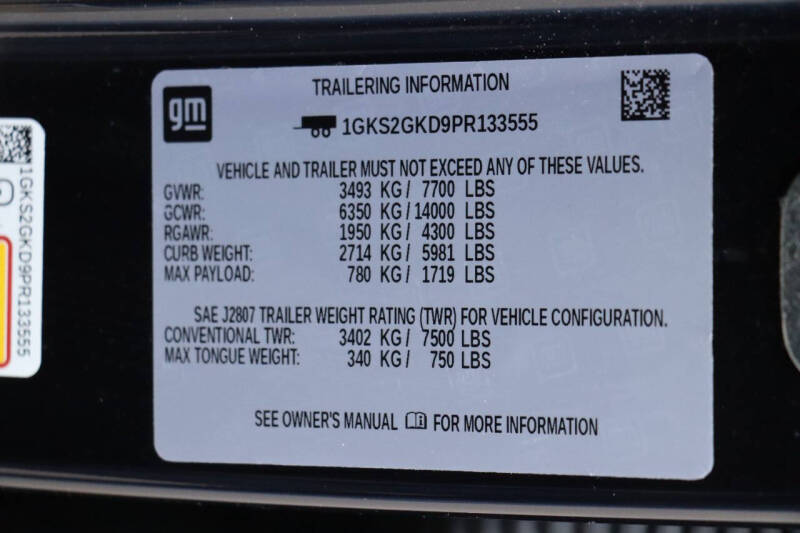 1GKS2GKD9PR133555
gm
TRAILERING INFORMATION
1GKS2GKD9PR133555
VEHICLE AND TRAILER MUST NOT EXCEED ANY OF THESE VALUES.
GVWR: 3493 KG / 7700 LBS
GCWR: 6350 KG / 14000 LBS
RGAWR: 1950 KG / 4300 LBS
CURB WEIGHT: 2714 KG / 5981 LBS
MAX PAYLOAD: 780 KG / 1719 LBS
SAE J2807 TRAILER WEIGHT RATING (TWR) FOR VEHICLE CONFIGURATION.
CONVENTIONAL TWR: 3402 KG / 7500 LBS
MAX TONGUE WEIGHT: 340 KG / 750 LBS
SEE OWNER'S MANUAL FOR MORE INFORMATION